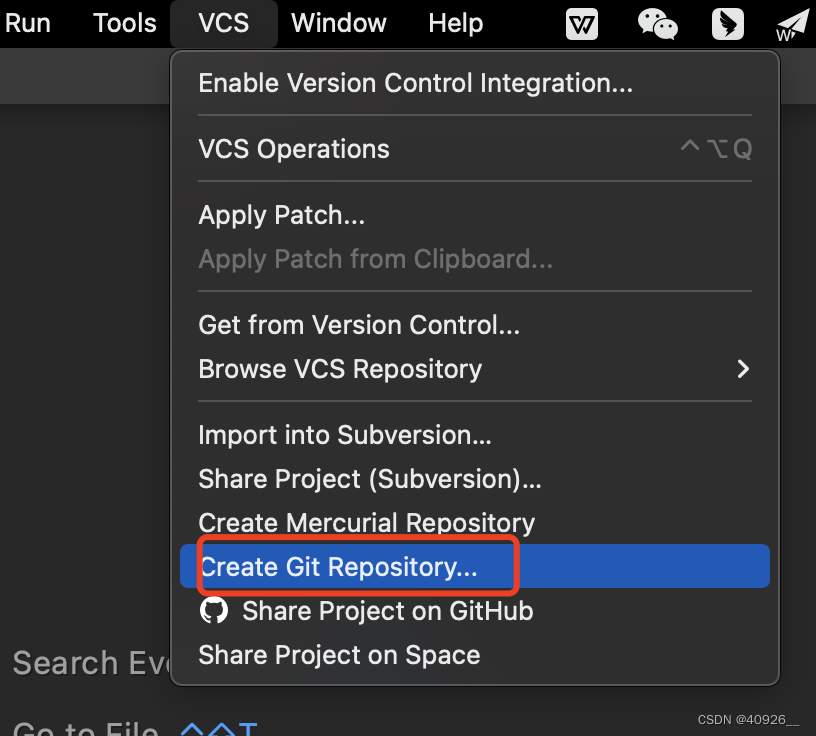 Run Tools VCS Window Help
Enable Version Control Integration...
VCS Operations ⌃⌥Q
Apply Patch...
Apply Patch from Clipboard...
Get from Version Control...
Browse VCS Repository
Import into Subversion...
Share Project (Subversion)...
Create Mercurial Repository
Create Git Repository...
Share Project on GitHub
Share Project on Space
Search Eve
Go to File
CSDN @40926__